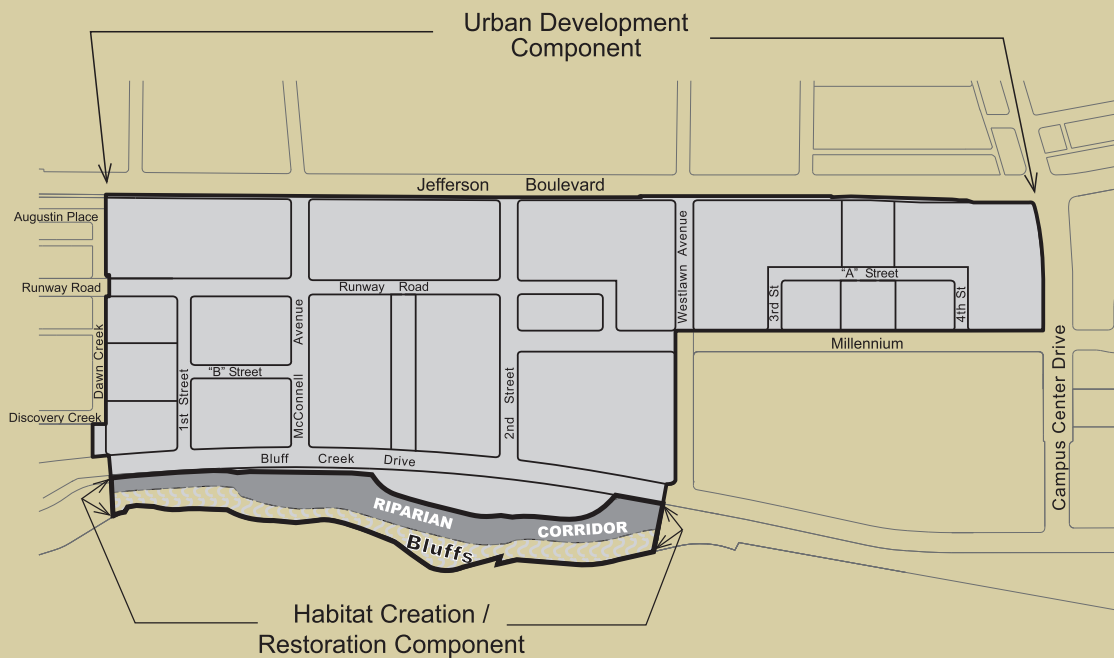 Urban Development
Component
Jefferson Boulevard
Augustin Place
Westlawn Avenue
"A" Street
Runway Road
Runway Road
3rd St
4th St
Avenue
Millennium
Dawn Creek
"B" Street
1st Street
McConnell
2nd Street
Campus Center Drive
Discovery Creek
Bluff Creek Drive
RIPARIAN
CORRIDOR
Bluffs
Habitat Creation /
Restoration Component